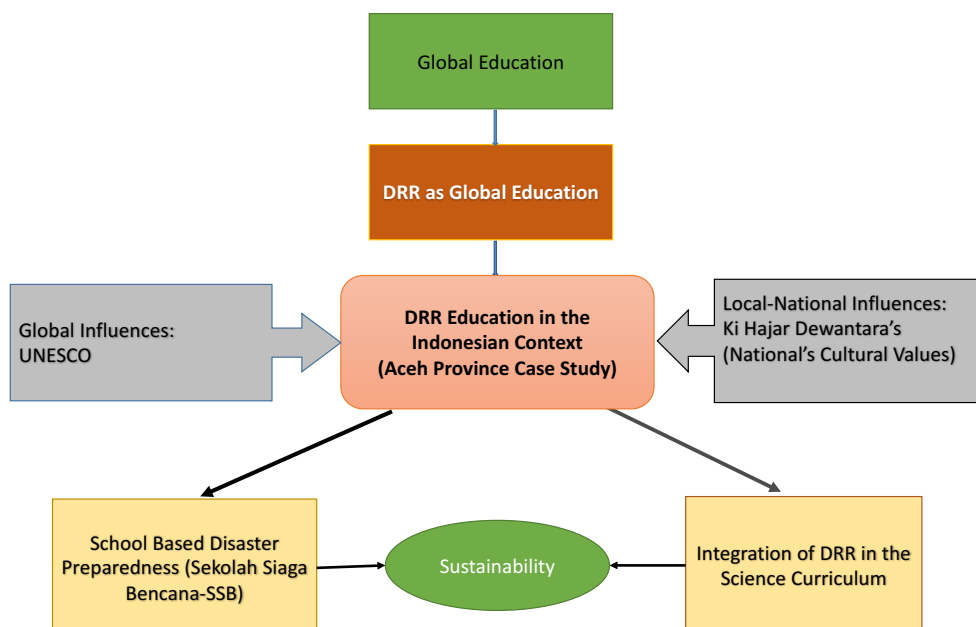 Global Education
DRR as Global Education
Global Influences:
UNESCO
DRR Education in the
Indonesian Context
(Aceh Province Case Study)
Local-National Influences:
Ki Hajar Dewantara’s
(National’s Cultural Values)
School Based Disaster
Preparedness (Sekolah Siaga
Bencana-SSB)
Sustainability
Integration of DRR in the
Science Curriculum